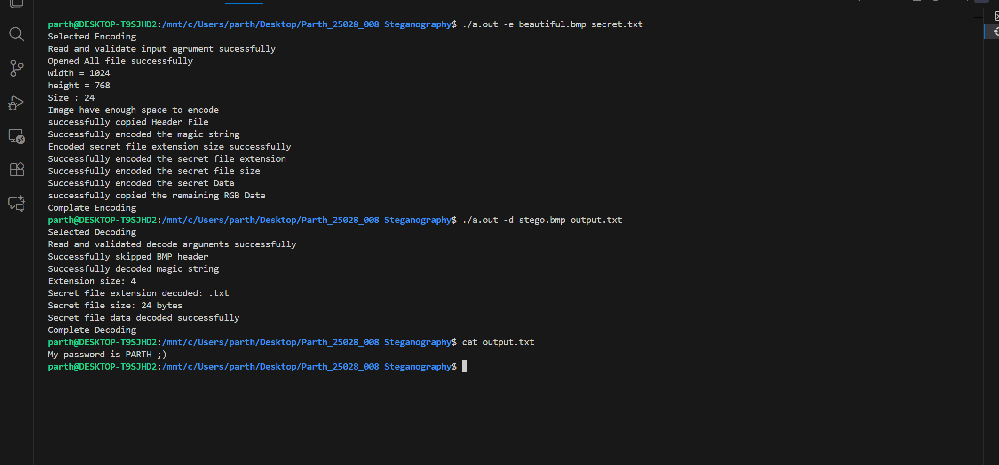 parth@DESKTOP-T9SJHD2:/mnt/c/Users/parth/Desktop/Parth_25028_008 Steganography$ ./a.out -e beautiful.bmp secret.txt
Selected Encoding
Read and validate input agrument sucessfully
Opened All file successfully
width = 1024
height = 768
Size : 24
Image have enough space to encode
successfully copied Header File
Successfully encoded the magic string
Encoded secret file extension size successfully
Successfully encoded the secret file extension
Successfully encoded the secret file size
Successfully encoded the secret Data
successfully copied the remaining RGB Data
Complate Encoding
parth@DESKTOP-T9SJHD2:/mnt/c/Users/parth/Desktop/Parth_25028_008 Steganography$ ./a.out -d stego.bmp output.txt
Selected Decoding
Read and validated decode arguments successfully
Successfully skipped BMP header
Successfully decoded magic string
Extension size: 4
Secret file extension decoded: .txt
Secret file size: 24 bytes
Secret file data decoded successfully
Complete Decoding
parth@DESKTOP-T9SJHD2:/mnt/c/Users/parth/Desktop/Parth_25028_008 Steganography$ cat output.txt
My password is PARTH ;)
parth@DESKTOP-T9SJHD2:/mnt/c/Users/parth/Desktop/Parth_25028_008 Steganography$